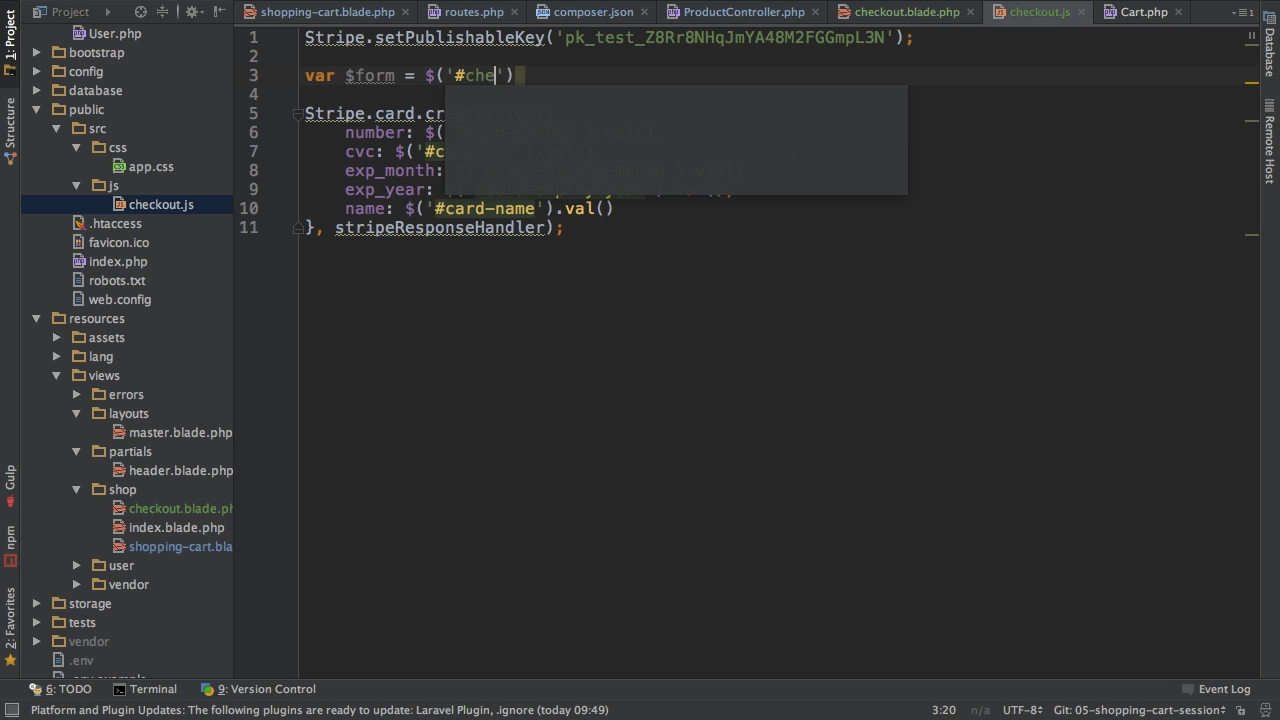 1: Project
Project
shopping-cart.blade.php
routes.php
composer.json
ProductController.php
checkout.blade.php
checkout.js
Cart.php
1
User.php
bootstrap
config
database
public
src
css
app.css
js
checkout.js
.htaccess
favicon.ico
index.php
robots.txt
web.config
resources
assets
lang
views
errors
layouts
master.blade.php
partials
header.blade.php
shop
checkout.blade.ph
index.blade.php
shopping-cart.bla
user
vendor
storage
tests
vendor
.env
Structure
Gulp
npm
2: Favorites
1 Stripe.setPublishableKey('pk_test_Z8Rr8NHqJmYA48M2FGGmpL3N');
2
3 var $form = $('#che')
4
5 Stripe.card.cr
6 number: $(
7 cvc: $('#c
8 exp_month:
9 exp_year:
10 name: $('#card-name').val()
11 }, stripeResponseHandler);
Database
Remote Host
6: TODO
Terminal
9: Version Control
Event Log
Platform and Plugin Updates: The following plugins are ready to update: Laravel Plugin, .ignore (today 09:49)
3:20
n/a
UTF-8
Git: 05-shopping-cart-session